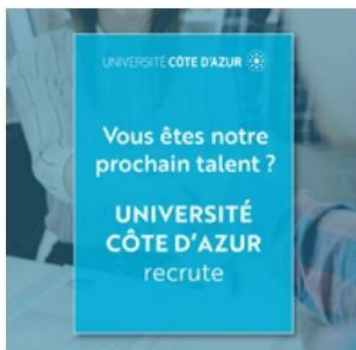 UNIVERSITÉ CÔTE D'AZUR
Vous êtes notre
prochain talent ?
UNIVERSITÉ
CÔTE D'AZUR
recrute